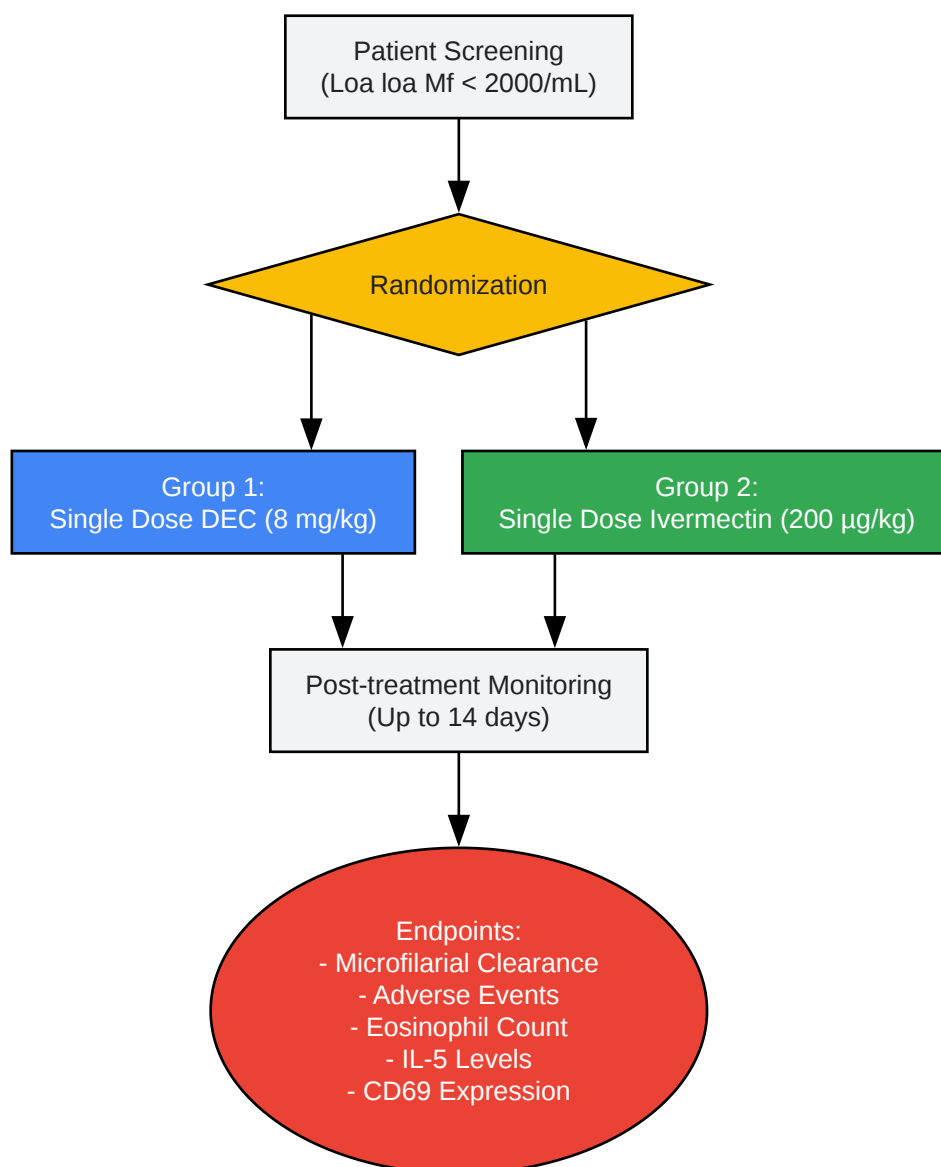 Patient Screening
(Loa loa Mf < 2000/mL)
Randomization
Group 1:
Single Dose DEC (8 mg/kg)
Group 2:
Single Dose Ivermectin (200 µg/kg)
Post-treatment Monitoring
(Up to 14 days)
Endpoints:
- Microfilarial Clearance
- Adverse Events
- Eosinophil Count
- IL-5 Levels
- CD69 Expression